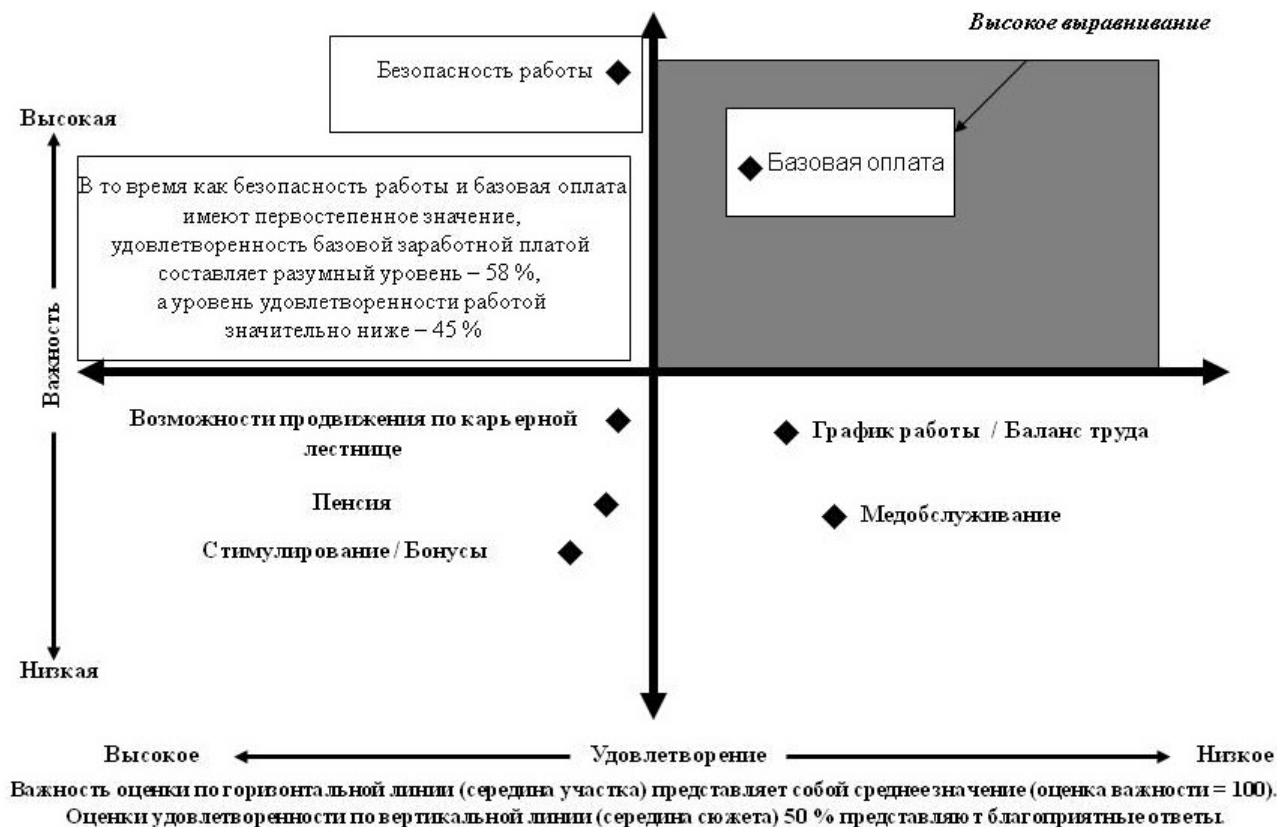 Высокое выравнивание
Безопасность работы
Высокая
Базовая оплата
В то время как безопасность работы и базовая оплата
имеют первостепенное значение,
удовлетворенность базовой заработной платой
составляет разумный уровень – 58 %,
а уровень удовлетворенности работой
значительно ниже – 45 %
Важность
Возможности продвижения по карьерной
лестнице
График работы / Баланс труда
Пенсия
Медобслуживание
Стимулирование / Бонусы
Низкая
Высокое
Удовлетворение
Низкое
Важность оценки по горизонтальной линии (середина участка) представляет собой среднее значение (оценка важности = 100).
Оценки удовлетворенности по вертикальной линии (середина сюжета) 50 % представляют благоприятные ответы.